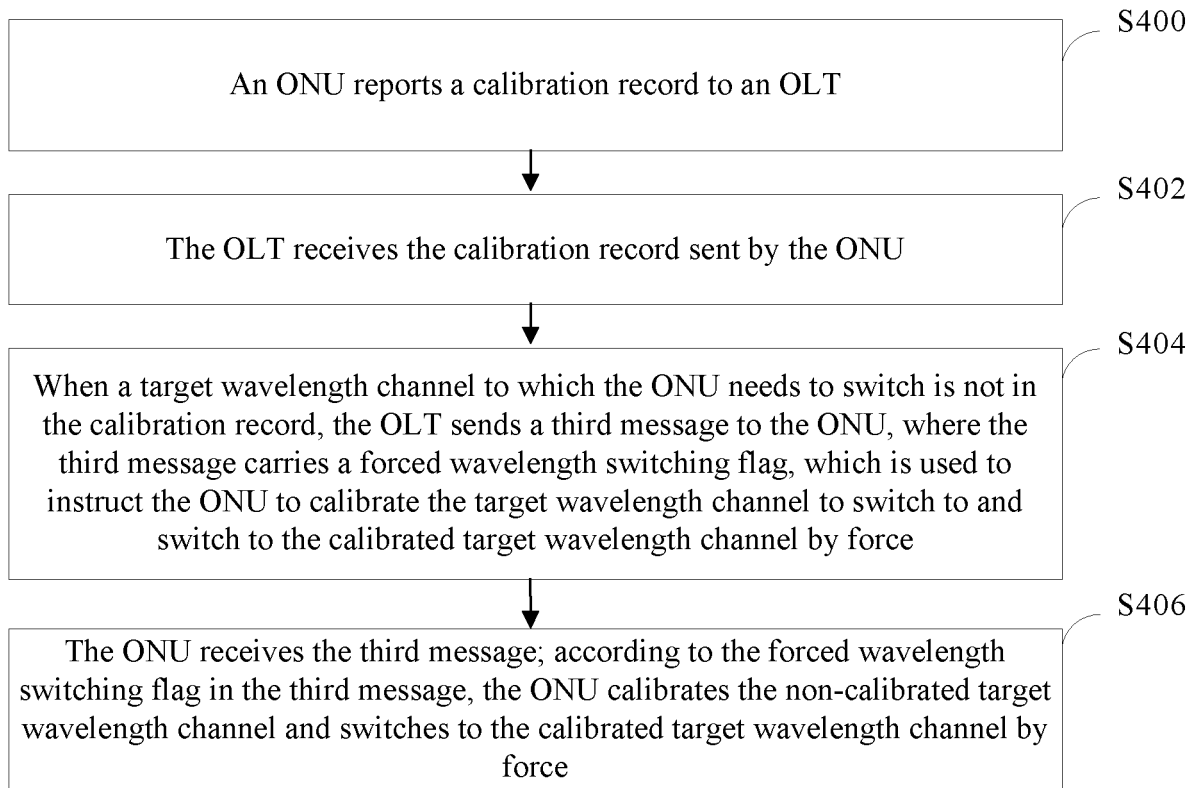 S400
An ONU reports a calibration record to an OLT
S402
The OLT receives the calibration record sent by the ONU
S404
When a target wavelength channel to which the ONU needs to switch is not in
the calibration record, the OLT sends a third message to the ONU, where the
third message carries a forced wavelength switching flag, which is used to
instruct the ONU to calibrate the target wavelength channel to switch to and
switch to the calibrated target wavelength channel by force
S406
The ONU receives the third message; according to the forced wavelength
switching flag in the third message, the ONU calibrates the non-calibrated target
wavelength channel and switches to the calibrated target wavelength channel by
force